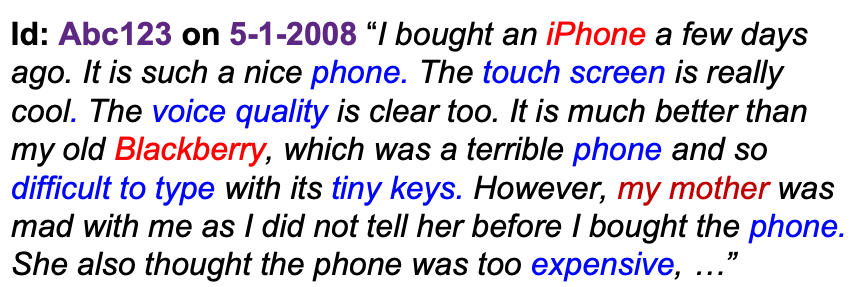 Id: Abc123 on 5-1-2008 “I bought an iPhone a few days
ago. It is such a nice phone. The touch screen is really
cool. The voice quality is clear too. It is much better than
my old Blackberry, which was a terrible phone and so
difficult to type with its tiny keys. However, my mother was
mad with me as I did not tell her before I bought the phone.
She also thought the phone was too expensive, …”